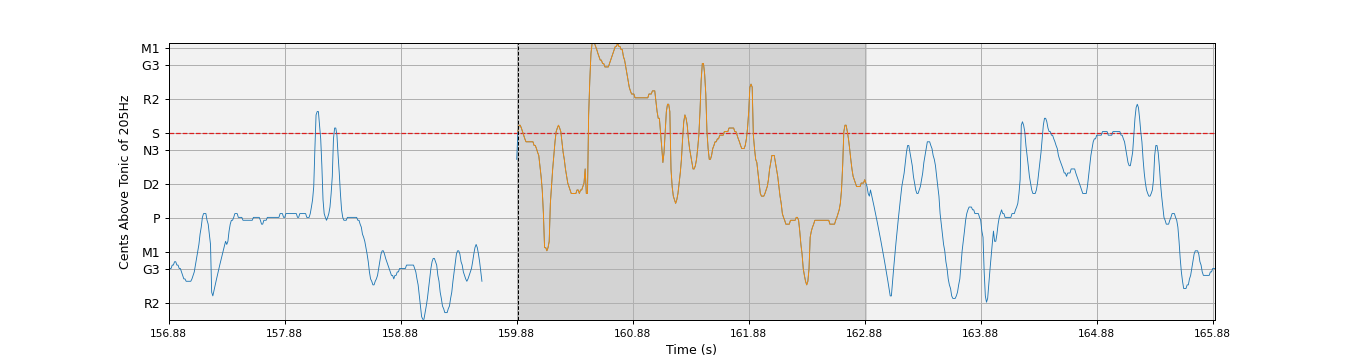 M1
G3
R2
S
N3
D2
P
M1
G3
R2
Cents Above Tonic of 205Hz
156.88 157.88 158.88 159.88 160.88 161.88 162.88 163.88 164.88 165.88
Time (s)